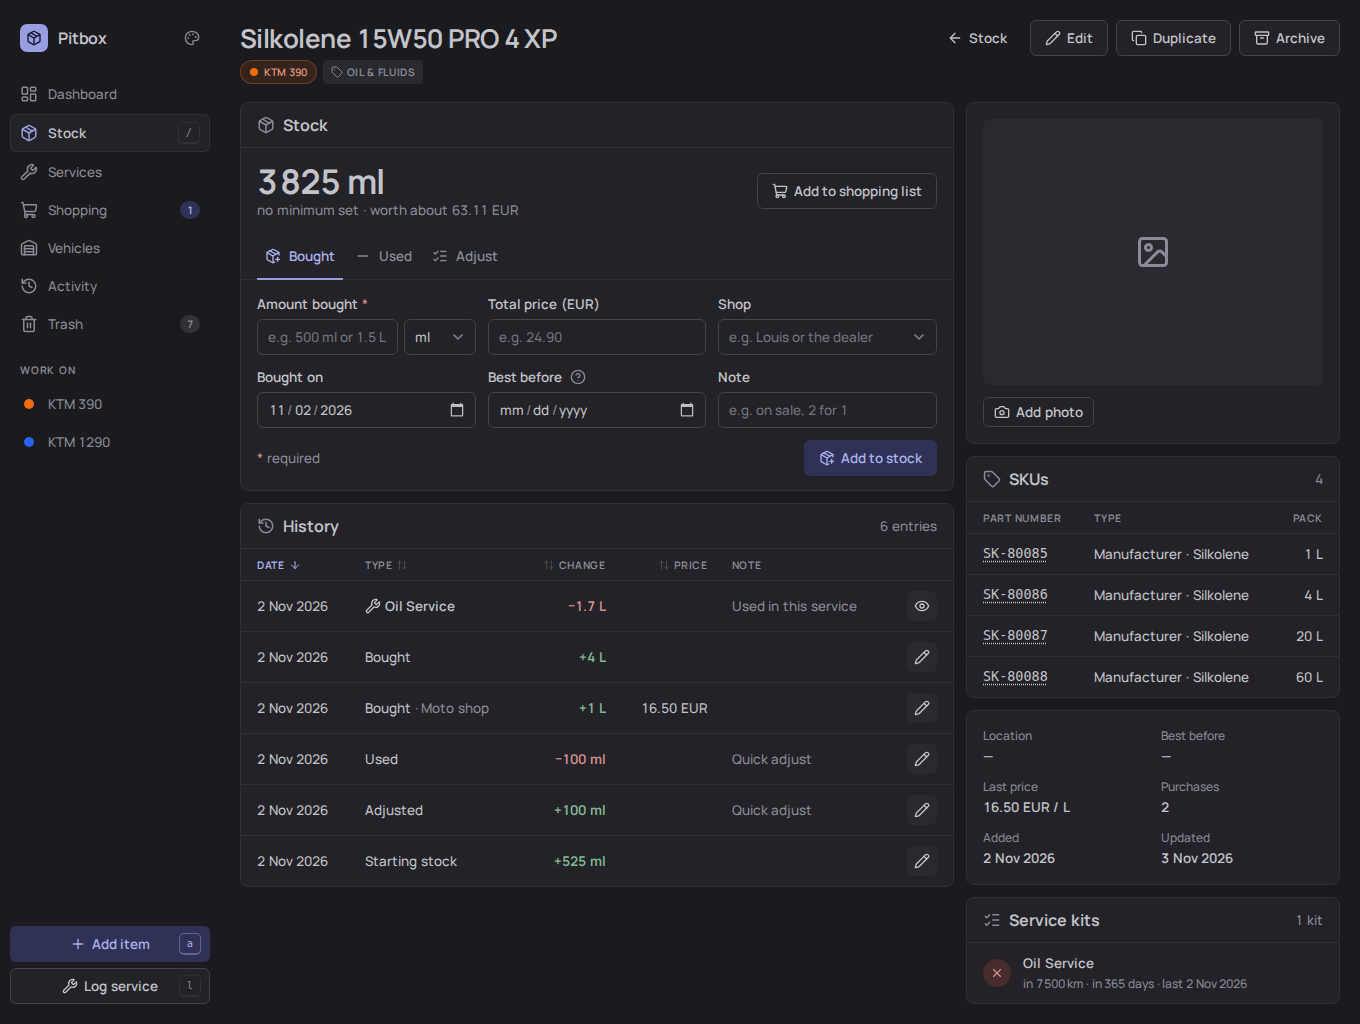 Pitbox
Dashboard
Stock /
Services
Shopping 1
Vehicles
Activity
Trash 7
WORK ON
KTM 390
KTM 1290
Add item a
Log service l
Silkolene 15W50 PRO 4 XP
KTM 390 OIL & FLUIDS
Stock Edit Duplicate Archive
Stock
3 825 ml
no minimum set · worth about 63.11 EUR
Add to shopping list
Bought Used Adjust
Amount bought * Total price (EUR) Shop
e.g. 500 ml or 1.5 L ml e.g. 24.90 e.g. Louis or the dealer
Bought on Best before ? Note
11/02/2026 mm/dd/yyyy e.g. on sale, 2 for 1
* required Add to stock
History 6 entries
DATE TYPE CHANGE PRICE NOTE
2 Nov 2026 Oil Service −1.7 L Used in this service
2 Nov 2026 Bought +4 L
2 Nov 2026 Bought · Moto shop +1 L 16.50 EUR
2 Nov 2026 Used −100 ml Quick adjust
2 Nov 2026 Adjusted +100 ml Quick adjust
2 Nov 2026 Starting stock +525 ml
Add photo
SKUs 4
PART NUMBER TYPE PACK
SK-80085 Manufacturer · Silkolene 1 L
SK-80086 Manufacturer · Silkolene 4 L
SK-80087 Manufacturer · Silkolene 20 L
SK-80088 Manufacturer · Silkolene 60 L
Location Best before
— —
Last price Purchases
16.50 EUR / L 2
Added Updated
2 Nov 2026 3 Nov 2026
Service kits 1 kit
Oil Service
in 7 500 km · in 365 days · last 2 Nov 2026